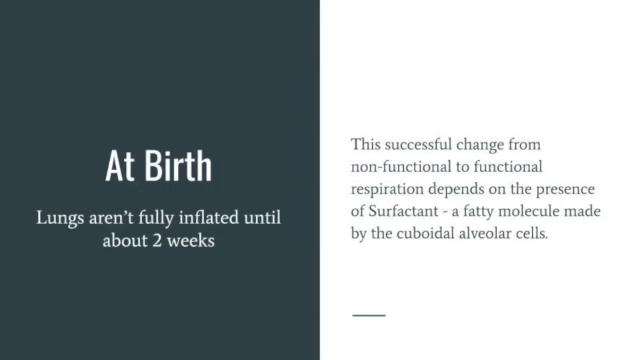 At Birth
Lungs aren't fully inflated until
about 2 weeks
This successful change from
non-functional to functional
respiration depends on the presence
of Surfactant - a fatty molecule made
by the cuboidal alveolar cells.